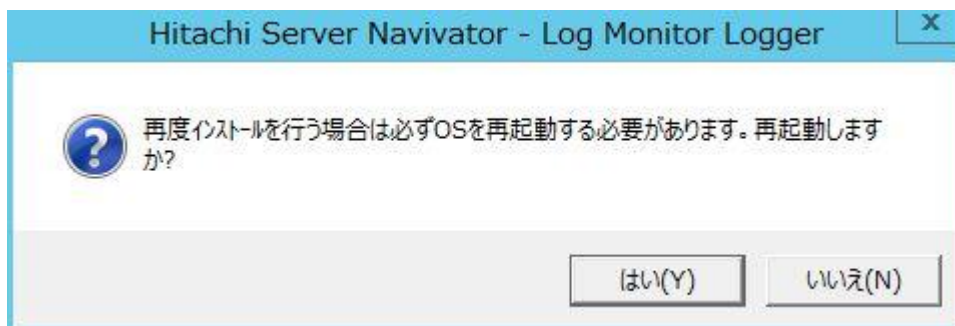 Hitachi Server Navivator - Log Monitor Logger
x
再度インストールを行う場合は必ずOSを再起動する必要があります。再起動します
か?
はい(Y)
いいえ(N)